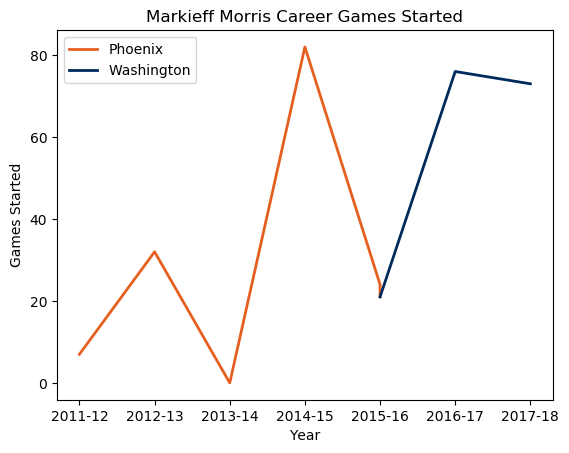 Markieff Morris Career Games Started
Phoenix
Washington
Games Started
80
60
40
20
0
2011-12 2012-13 2013-14 2014-15 2015-16 2016-17 2017-18
Year